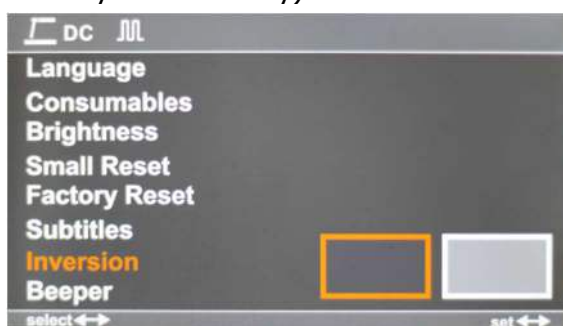 DC
Language
Consumables
Brightness
Small Reset
Factory Reset
Subtitles
Inversion
Beeper
select
set